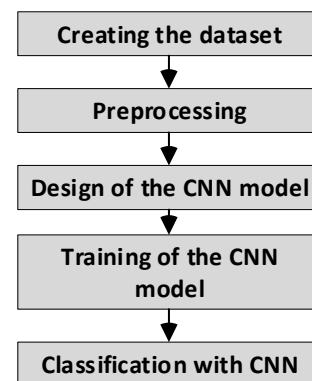 Creating the dataset
Preprocessing
Design of the CNN model
Training of the CNN
model
Classification with CNN